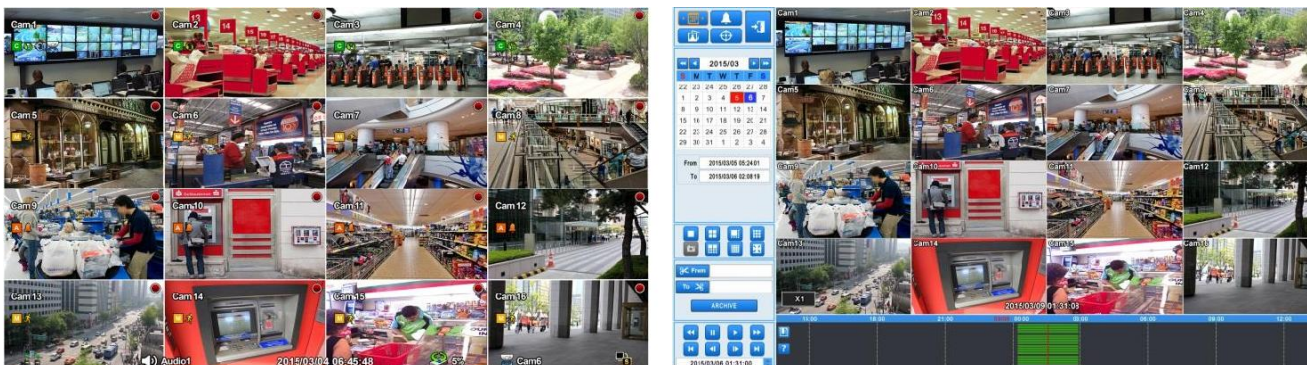 Cam1 Cam2 Cam3 Cam4
Cam5 Cam6 Cam7 Cam8
Cam9 Cam10 Cam11 Cam12
Cam13 Cam14 Cam15 Cam16
Audio1 2015/03/04 06:45:48 5% Cam6
2015/03
S M T W T F S
22 23 24 25 26 27 28
1 2 3 4 5 6 7
8 9 10 11 12 13
15 16 17 18 19 20 21
22 23 24 25 26 27 28
29 30 31 1 2 3 4
From 2015/03/05 05:24:01
To 2015/03/06 02:08:19
From
To
ARCHIVE
2015/03/06 01:31:00
Cam1 Cam2 Cam3 Cam4
Cam5 Cam6 Cam7 Cam8
Cam9 Cam10 Cam11 Cam12
Cam13 Cam14 Cam15 Cam16
X1
2015/03/09 01:31:08
18:00 21:00 00:00 03:00 06:00 09:00 12:00